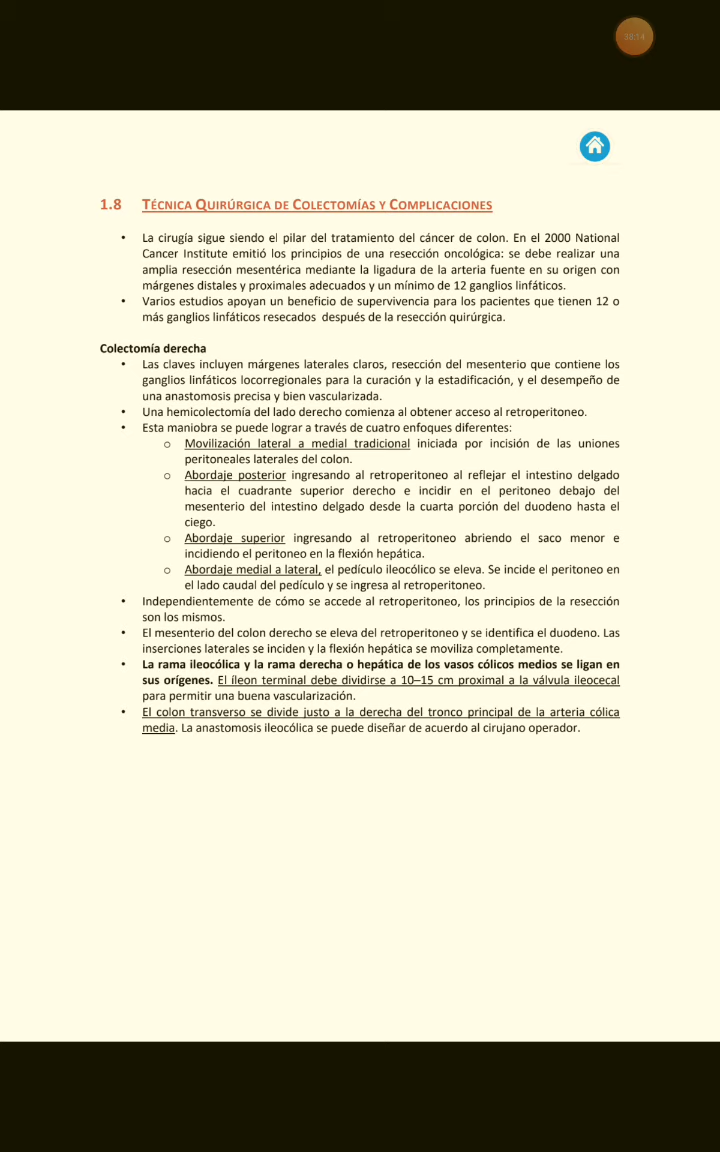 38:14
1.8 TÉCNICA QUIRÚRGICA DE COLECTOMÍAS Y COMPLICACIONES
• La cirugía sigue siendo el pilar del tratamiento del cáncer de colon. En el 2000 National
Cancer Institute emitió los principios de una resección oncológica: se debe realizar una
amplia resección mesentérica mediante la ligadura de la arteria fuente en su origen con
márgenes distales y proximales adecuados y un mínimo de 12 ganglios linfáticos.
• Varios estudios apoyan un beneficio de supervivencia para los pacientes que tienen 12 o
más ganglios linfáticos resecados después de la resección quirúrgica.
Colectomía derecha
• Las claves incluyen márgenes laterales claros, resección del mesenterio que contiene los
ganglios linfáticos locorregionales para la curación y la estadificación, y el desempeño de
una anastomosis precisa y bien vascularizada.
• Una hemicolectomía del lado derecho comienza al obtener acceso al retroperitoneo.
• Esta maniobra se puede lograr a través de cuatro enfoques diferentes:
o Movilización lateral a medial tradicional iniciada por incisión de las uniones
peritoneales laterales del colon.
o Abordaje posterior ingresando al retroperitoneo al reflejar el intestino delgado
hacia el cuadrante superior derecho e incidir en el peritoneo debajo del
mesenterio del intestino delgado desde la cuarta porción del duodeno hasta el
ciego.
o Abordaje superior ingresando al retroperitoneo abriendo el saco menor e
incidiendo el peritoneo en la flexión hepática.
o Abordaje medial a lateral, el pedículo ileocólico se eleva. Se incide el peritoneo en
el lado caudal del pedículo y se ingresa al retroperitoneo.
• Independientemente de cómo se accede al retroperitoneo, los principios de la resección
son los mismos.
• El mesenterio del colon derecho se eleva del retroperitoneo y se identifica el duodeno. Las
inserciones laterales se inciden y la flexión hepática se moviliza completamente.
• La rama ileocólica y la rama derecha o hepática de los vasos cólicos medios se ligan en
sus orígenes. El íleon terminal debe dividirse a 10–15 cm proximal a la válvula ileocecal
para permitir una buena vascularización.
• El colon transverso se divide justo a la derecha del tronco principal de la arteria cólica
media. La anastomosis ileocólica se puede diseñar de acuerdo al cirujano operador.